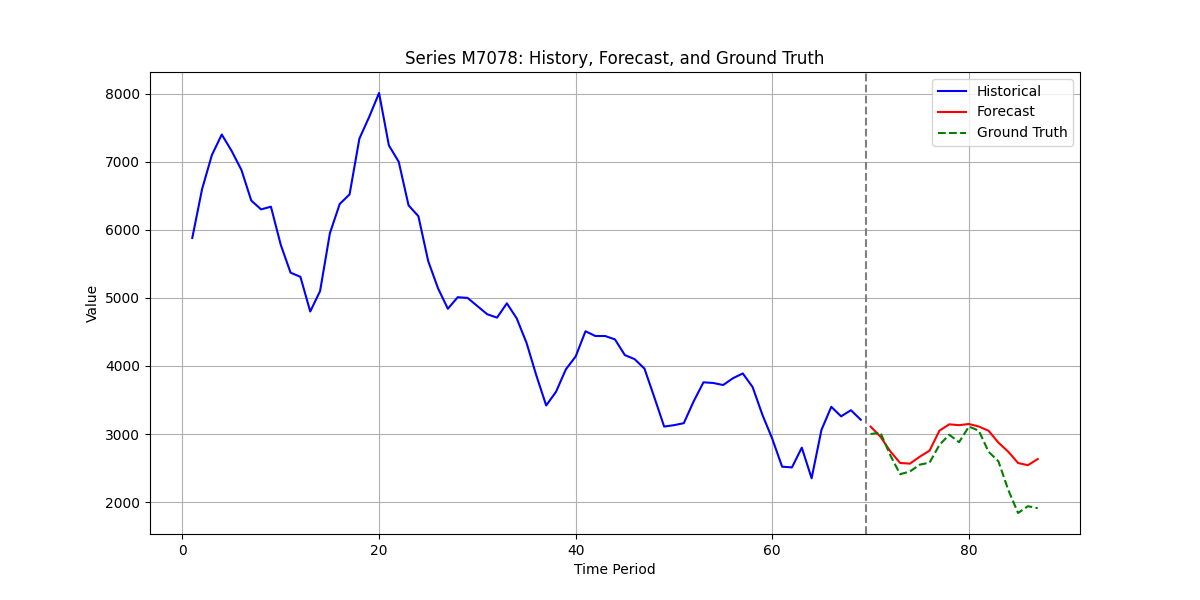 Series M7078: History, Forecast, and Ground Truth
Historical
Forecast
Ground Truth
8000
7000
6000
5000
4000
3000
2000
Value
0
20
40
60
80
Time Period